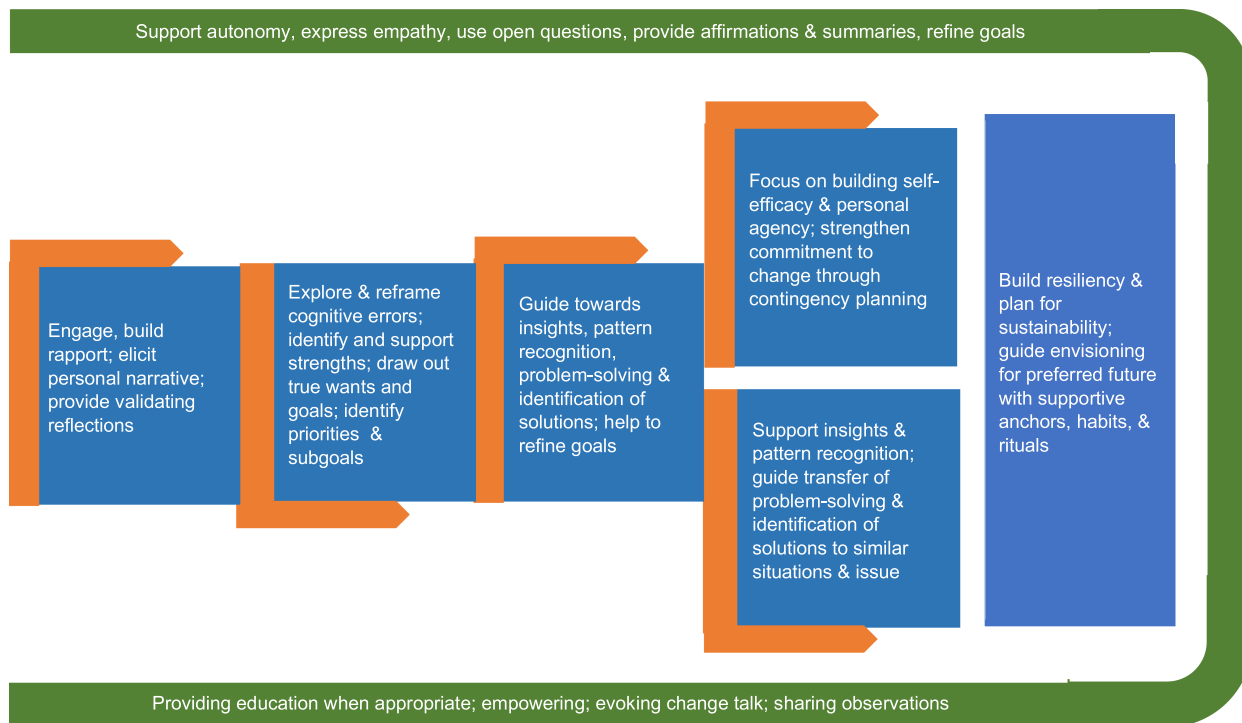 Support autonomy, express empathy, use open questions, provide affirmations & summaries, refine goals
Engage, build
rapport; elicit
personal narrative;
provide validating
reflections
Explore & reframe
cognitive errors;
identify and support
strengths; draw out
true wants and
goals; identify
priorities &
subgoals
Guide towards
insights, pattern
recognition,
problem-solving &
identification of
solutions; help to
refine goals
Focus on building self-
efficacy & personal
agency; strengthen
commitment to
change through
contingency planning
Support insights &
pattern recognition;
guide transfer of
problem-solving &
identification of
solutions to similar
situations & issue
Build resiliency &
plan for
sustainability;
guide envisioning
for preferred future
with supportive
anchors, habits, &
rituals
Providing education when appropriate; empowering; evoking change talk; sharing observations